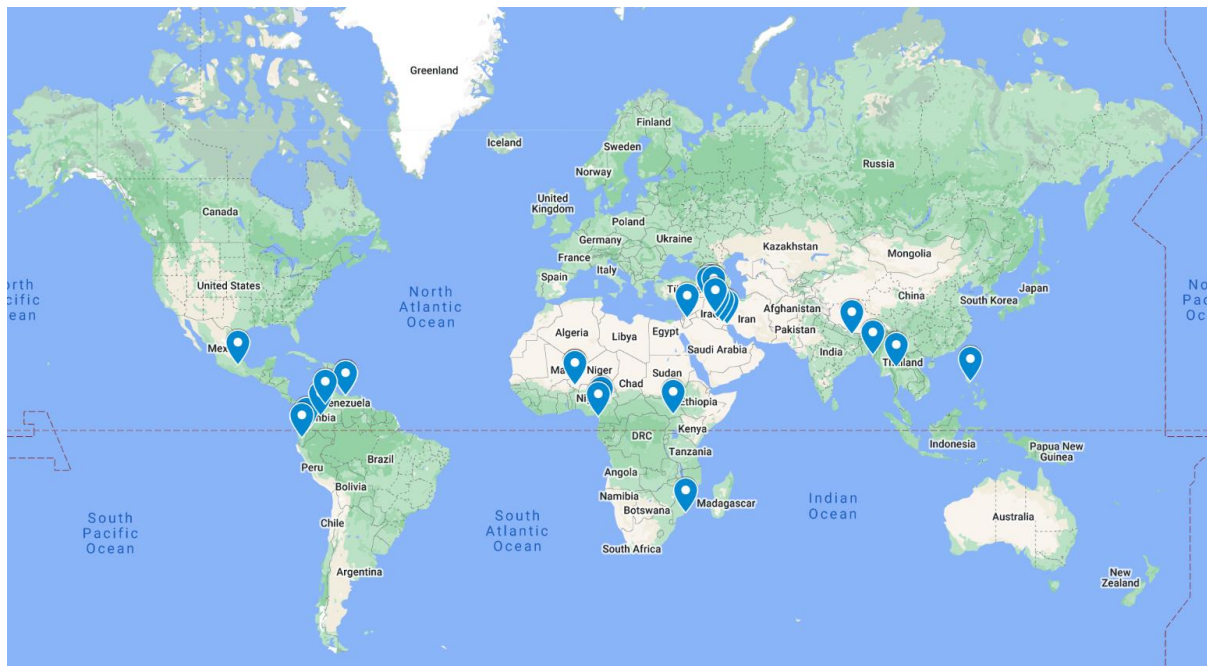 Greenland
Iceland
Finland
Sweden
Norway
Russia
United
Kingdom
Canada
Poland
Germany
Ukraine
Kazakhstan
France
Mongolia
Italy
Spain
United States
North
Atlantic
Ocean
China
South Korea
Japan
Afghanistan
Iran
Pakistan
Algeria
Libya
Egypt
Saudi Arabia
India
Niger
Chad
Sudan
Ethiopia
Kenya
DRC
Tanzania
Indonesia
Papua New
Guinea
Peru
Brazil
Bolivia
Angola
Namibia
Botswana
Madagascar
Indian
Ocean
South
Pacific
Ocean
Chile
South
Atlantic
Ocean
Australia
South Africa
Argentina
New
Zealand